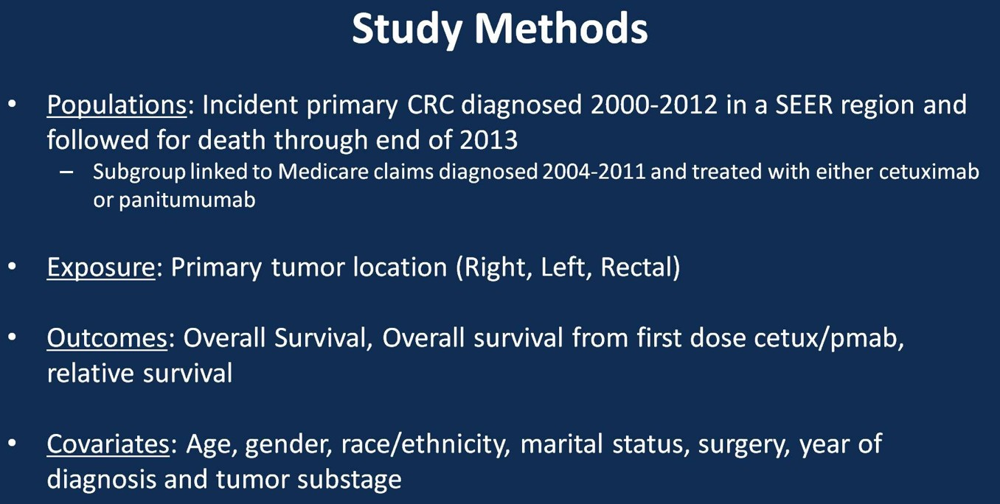 Study Methods
• Populations: Incident primary CRC diagnosed 2000-2012 in a SEER region and
followed for death through end of 2013
– Subgroup linked to Medicare claims diagnosed 2004-2011 and treated with either cetuximab
or panitumumab
• Exposure: Primary tumor location (Right, Left, Rectal)
• Outcomes: Overall Survival, Overall survival from first dose cetux/pmab,
relative survival
• Covariates: Age, gender, race/ethnicity, marital status, surgery, year of
diagnosis and tumor substage